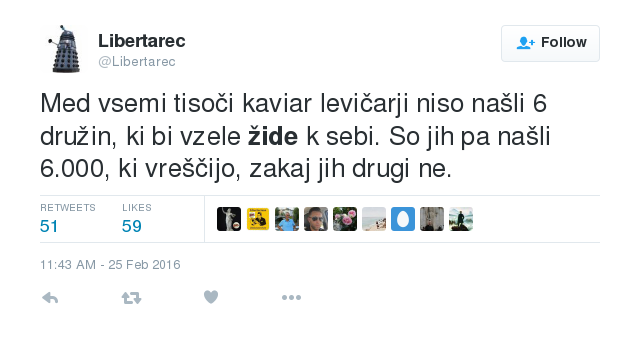 Libertarec
@Libertarec
Follow
Med vsemi tisoči kaviar levičarji niso našli 6
družin, ki bi vzele žide k sebi. So jih pa našli
6.000, ki vreščijo, zakaj jih drugi ne.
RETWEETS LIKES
51 59
11:43 AM - 25 Feb 2016